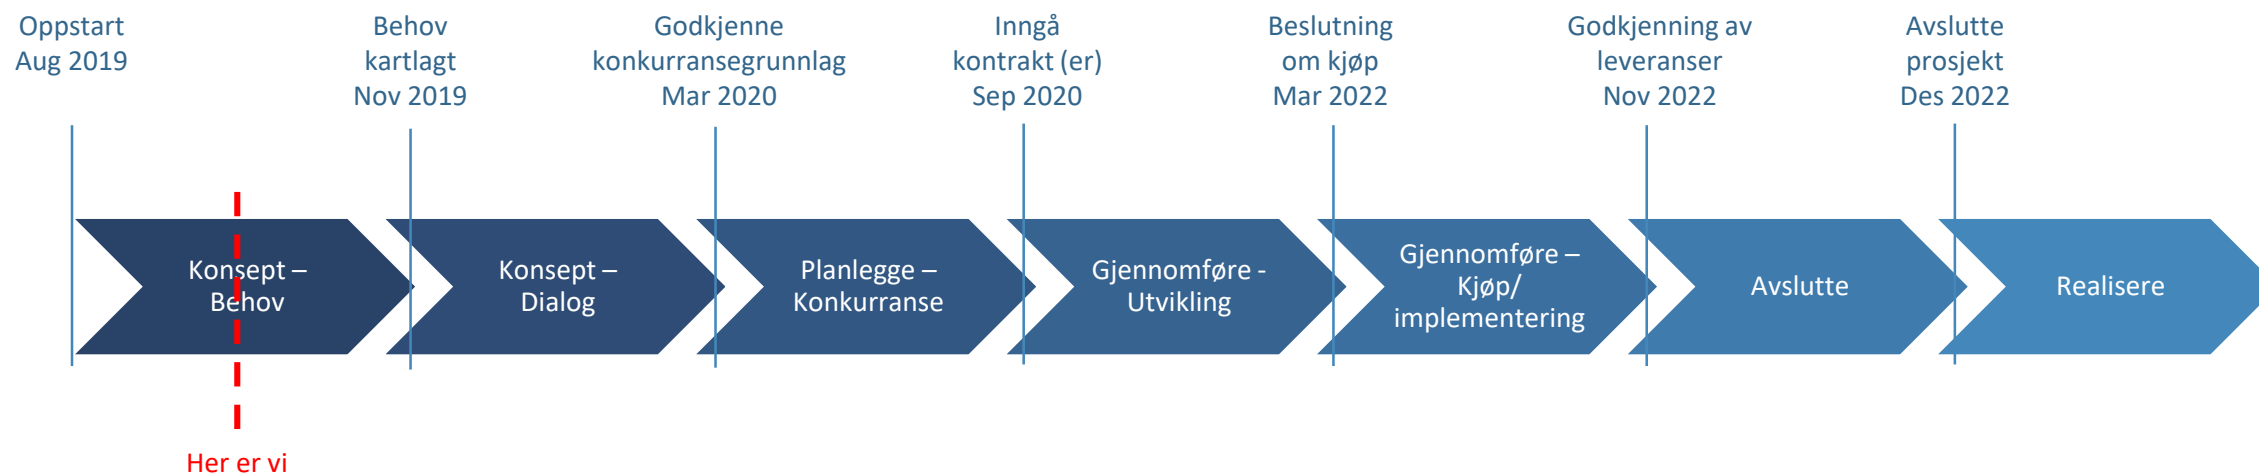 Oppstart
Aug 2019
Behov
kartlagt
Nov 2019
Godkjenne
konkurransegrunnlag
Mar 2020
Inngå
kontrakt (er)
Sep 2020
Beslutning
om kjøp
Mar 2022
Godkjenning av
leveranser
Nov 2022
Avslutte
prosjekt
Des 2022
Konsept –
Behov
Konsept –
Dialog
Planlegge –
Konkurranse
Gjennomføre -
Utvikling
Gjennomføre –
Kjøp/
implementering
Avslutte
Realisere
Her er vi